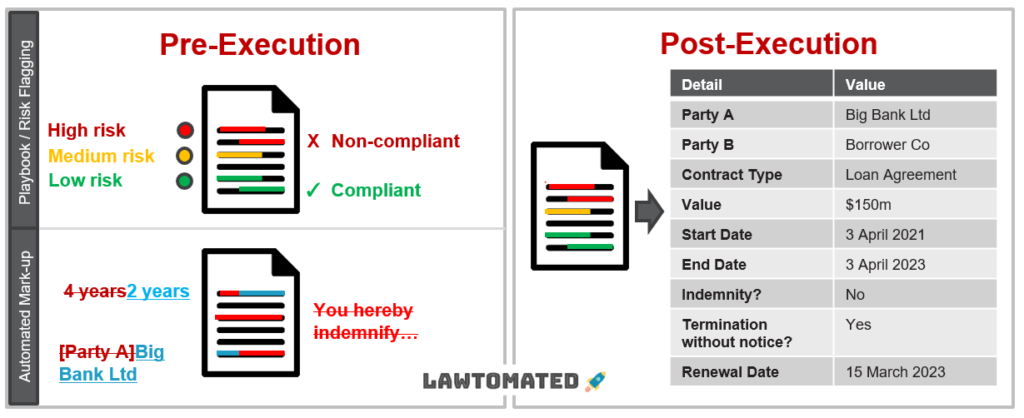 Playbook / Risk Flagging
Pre-Execution
High risk
Medium risk
Low risk
X Non-compliant
✓ Compliant
Automated Mark-up
4 years2 years
[Party A]Big
Bank Ltd
You hereby
indemnify…
Post-Execution
Detail Value
Party A Big Bank Ltd
Party B Borrower Co
Contract Type Loan Agreement
Value $150m
Start Date 3 April 2021
End Date 3 April 2023
Indemnity? No
Termination Yes
without notice?
Renewal Date 15 March 2023
LAWTOMATED